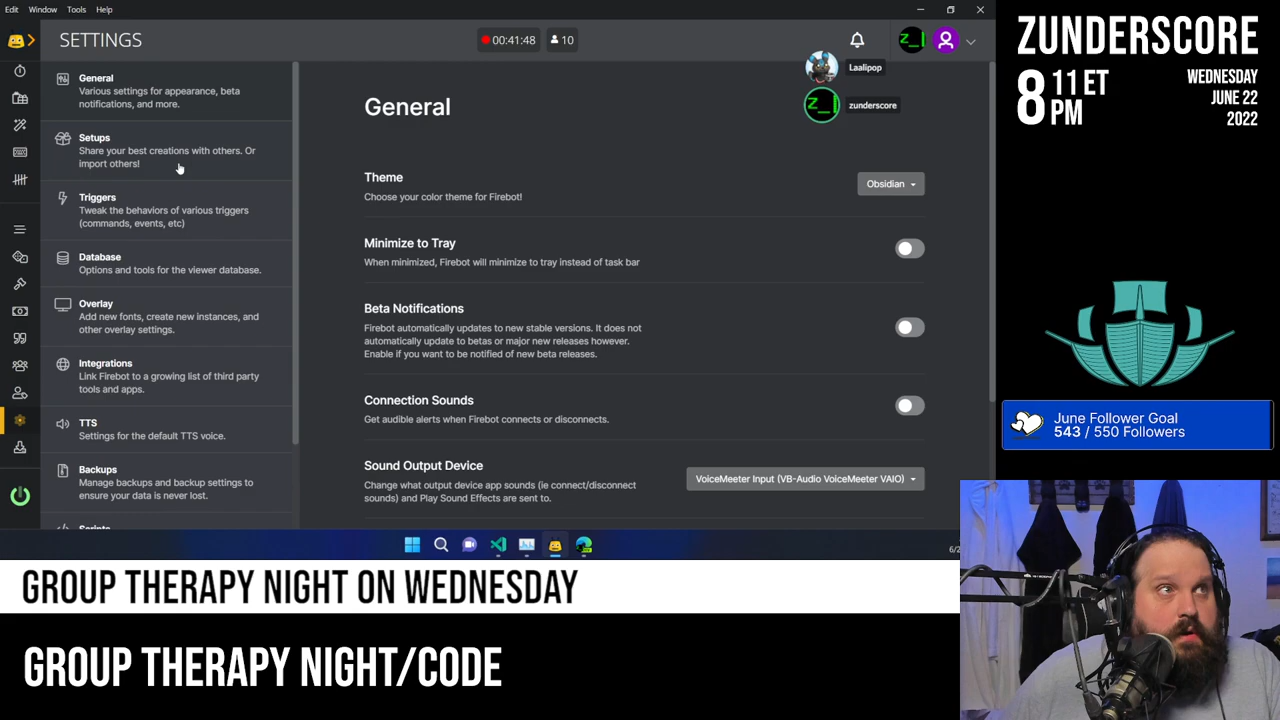 Edit Window Tools Help
SETTINGS
00:41:48
10
General
Various settings for appearance, beta
notifications, and more.
Setups
Share your best creations with others. Or
import others!
Triggers
Tweak the behaviors of various triggers
(commands, events, etc)
Database
Options and tools for the viewer database.
Overlay
Add new fonts, create new instances, and
other overlay settings.
Integrations
Link Firebot to a growing list of third party
tools and apps.
TTS
Settings for the default TTS voice.
Backups
Manage backups and backup settings to
ensure your data is never lost.
Scripts
z_|
Laalipop
z_|
zunderscore
General
Theme
Choose your color theme for Firebot!
Obsidian
Minimize to Tray
When minimized, Firebot will minimize to tray instead of task bar
Beta Notifications
Firebot automatically updates to new stable versions. It does not
automatically update to betas or major new releases however.
Enable if you want to be notified of new beta releases.
Connection Sounds
Get audible alerts when Firebot connects or disconnects.
Sound Output Device
Change what output device app sounds (ie connect/disconnect
sounds) and Play Sound Effects are sent to.
VoiceMeeter Input (VB-Audio VoiceMeeter VAIO)
6/2
ZUNDERSCORE
8 11 ET
PM
WEDNESDAY
JUNE 22
2022
June Follower Goal
543 / 550 Followers
GROUP THERAPY NIGHT ON WEDNESDAY
GROUP THERAPY NIGHT/CODE